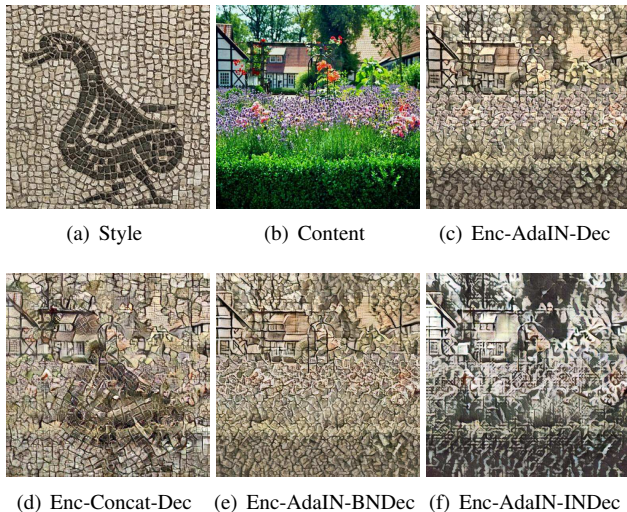 (a) Style
(b) Content
(c) Enc-AdaIN-Dec
(d) Enc-Concat-Dec
(e) Enc-AdaIN-BNDec
(f) Enc-AdaIN-INDec